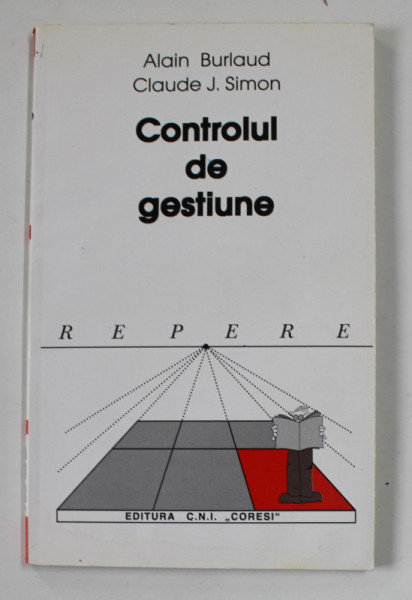 Alain Burlaud
Claude J. Simon
Controlul
de
gestiune
R E P E R E
EDITURA C.N.I. „CORESI"